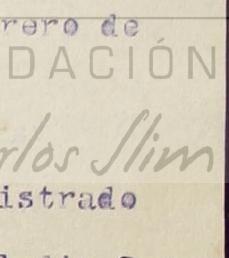 rero de
DACIÓN
rlos Slim
istrado